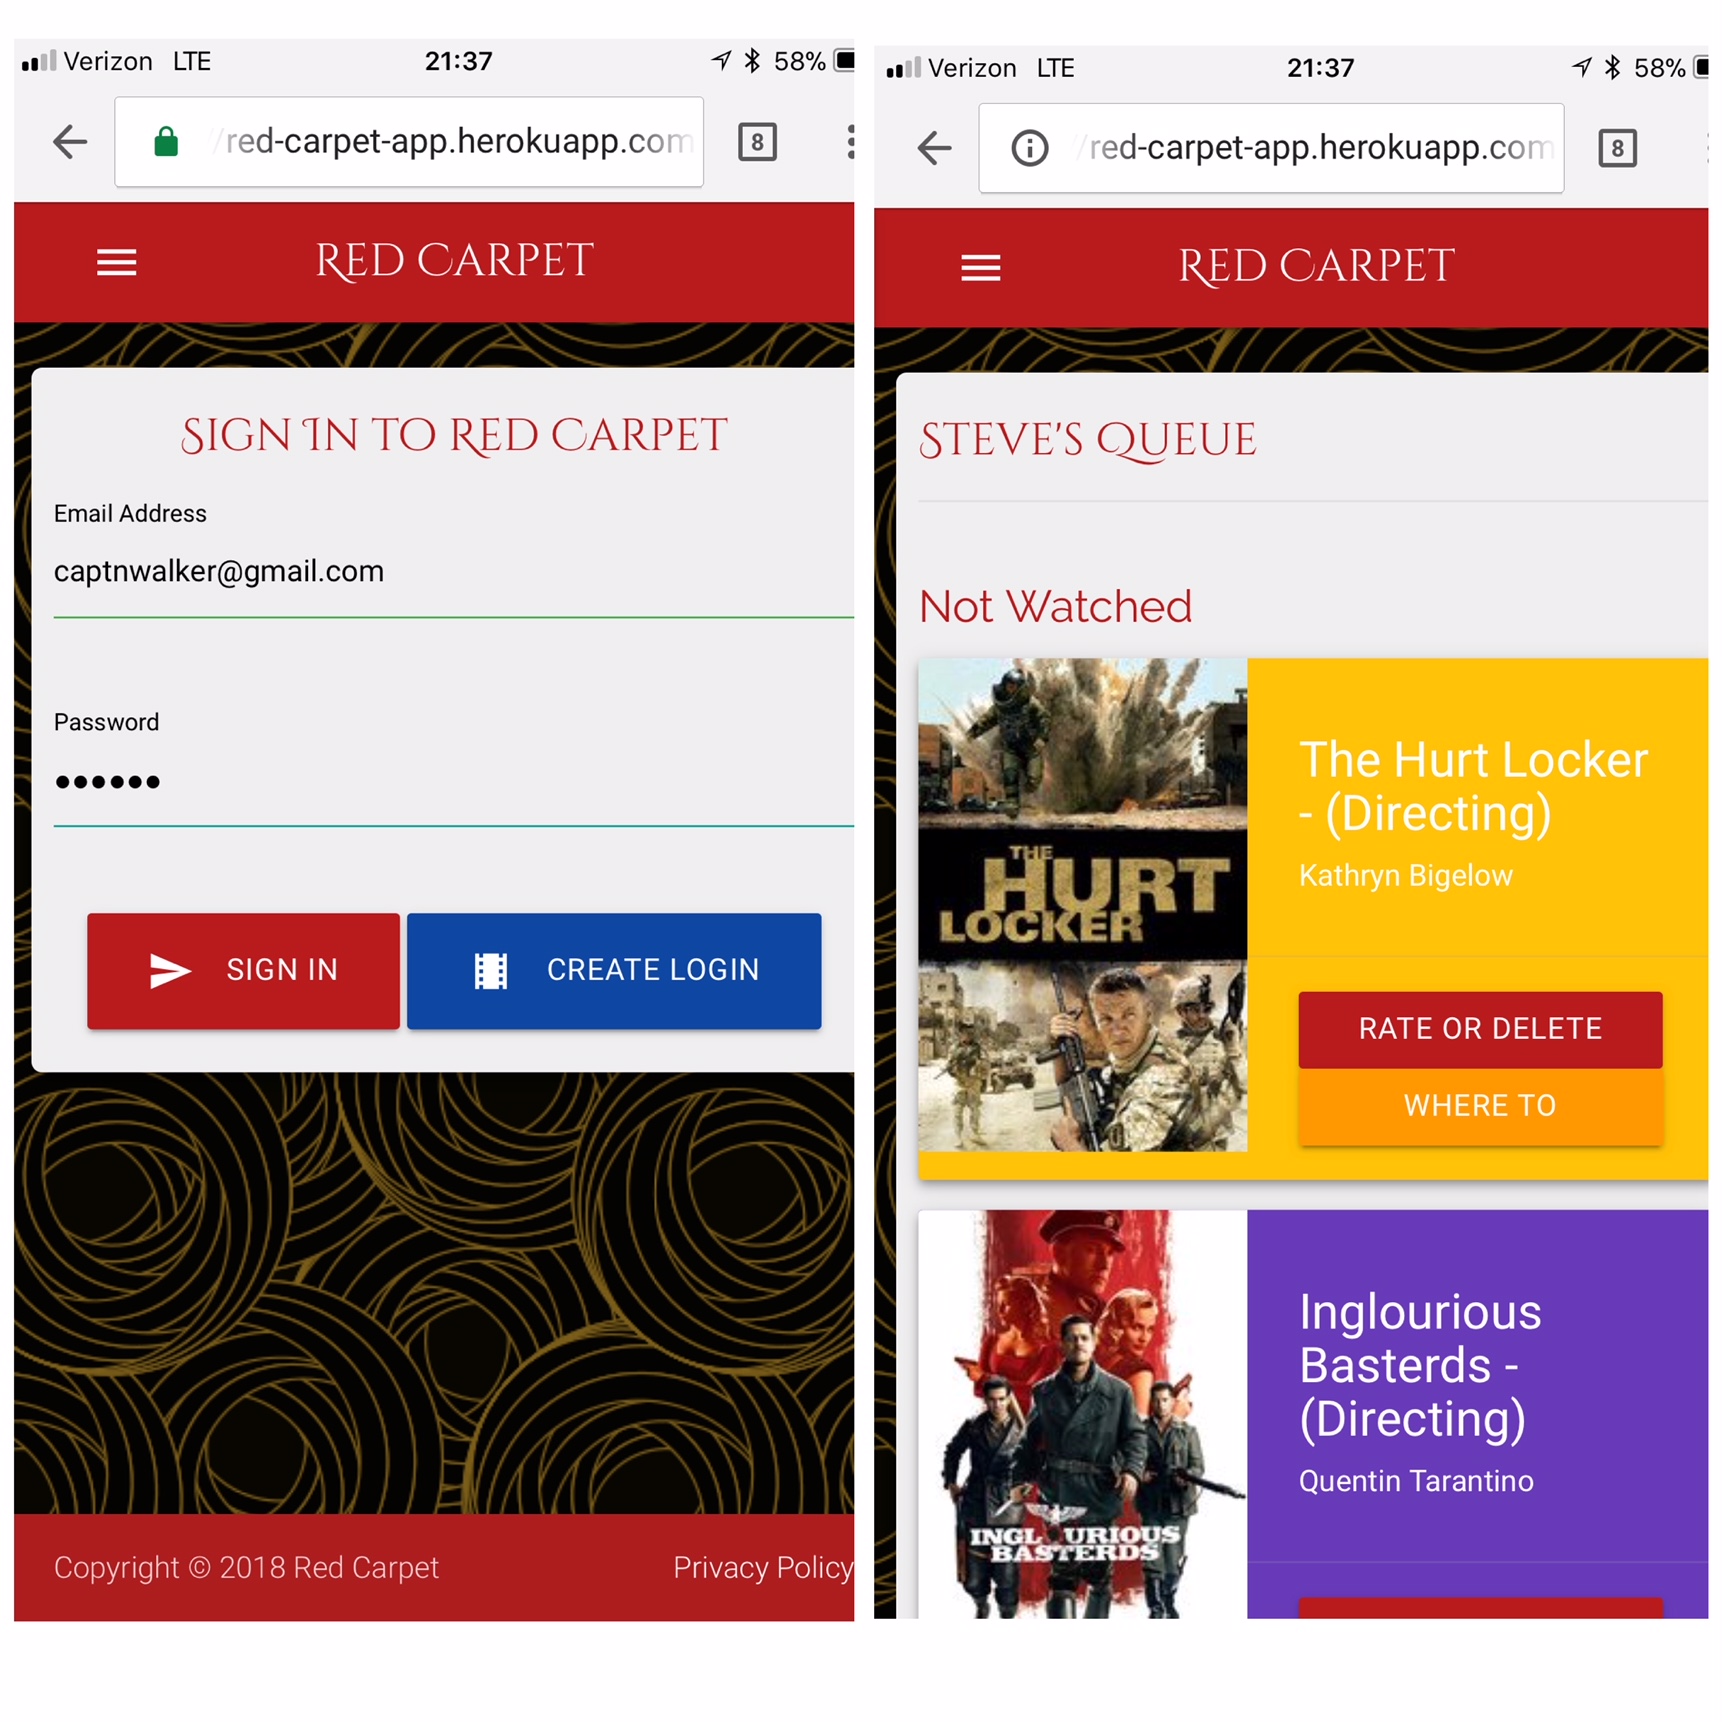 Verizon LTE 21:37 58%
//red-carpet-app.herokuapp.com 8
RED CARPET
SIGN IN TO RED CARPET
Email Address
captnwalker@gmail.com
Password
••••••
SIGN IN CREATE LOGIN
Copyright © 2018 Red Carpet Privacy Policy
Verizon LTE 21:37 58%
/red-carpet-app.herokuapp.com 8
RED CARPET
STEVE'S QUEUE
Not Watched
THE
HURT
LOCKER
The Hurt Locker
- (Directing)
Kathryn Bigelow
RATE OR DELETE
WHERE TO
INGLOURIOUS
BASTERDS
Inglourious
Basterds -
(Directing)
Quentin Tarantino